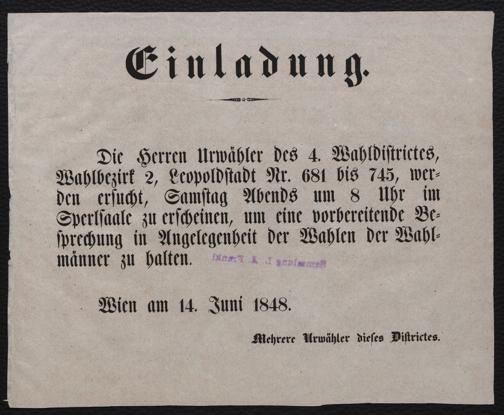 Einladung.
Die Herren Urwähler des 4. Wahldistrictes,
Wahlbezirk 2, Leopoldstadt Nr. 681 bis 745, wer-
den ersucht, Samstag Abends um 8 Uhr im
Sperlsaale zu erscheinen, um eine vorbereitende Be-
sprechung in Angelegenheit der Wahlen der Wahl-
männer zu halten.
Wien am 14. Juni 1848.
Mehrere Urwähler dieses Districtes.